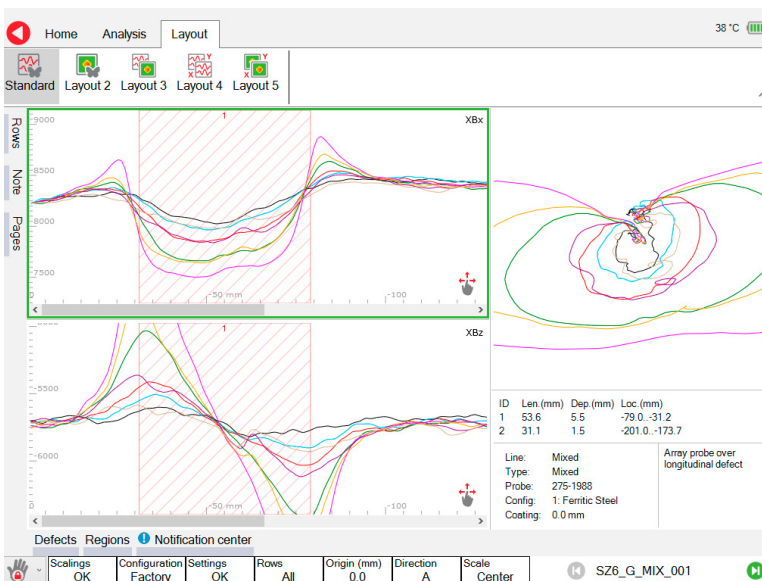 Home Analysis Layout 38 °C
Standard Layout 2 Layout 3 Layout 4 Layout 5
Rows
Note
Pages
9000
1
XBx
8500
8000
7500
0
-50 mm
-100
1
XBz
-5500
-6000
0
-50 mm
-100
ID Len.(mm) Dep.(mm) Loc.(mm)
1 53.6 5.5 -79.0..-31.2
2 31.1 1.5 -201.0..-173.7
Line: Mixed
Type: Mixed
Probe: 275-1988
Config: 1: Ferritic Steel
Coating: 0.0 mm
Array probe over
longitudinal defect
Defects Regions Notification center
Scalings Configuration Settings Rows Origin (mm) Direction Scale
OK Factory OK All 0.0 A Center
SZ6_G_MIX_001